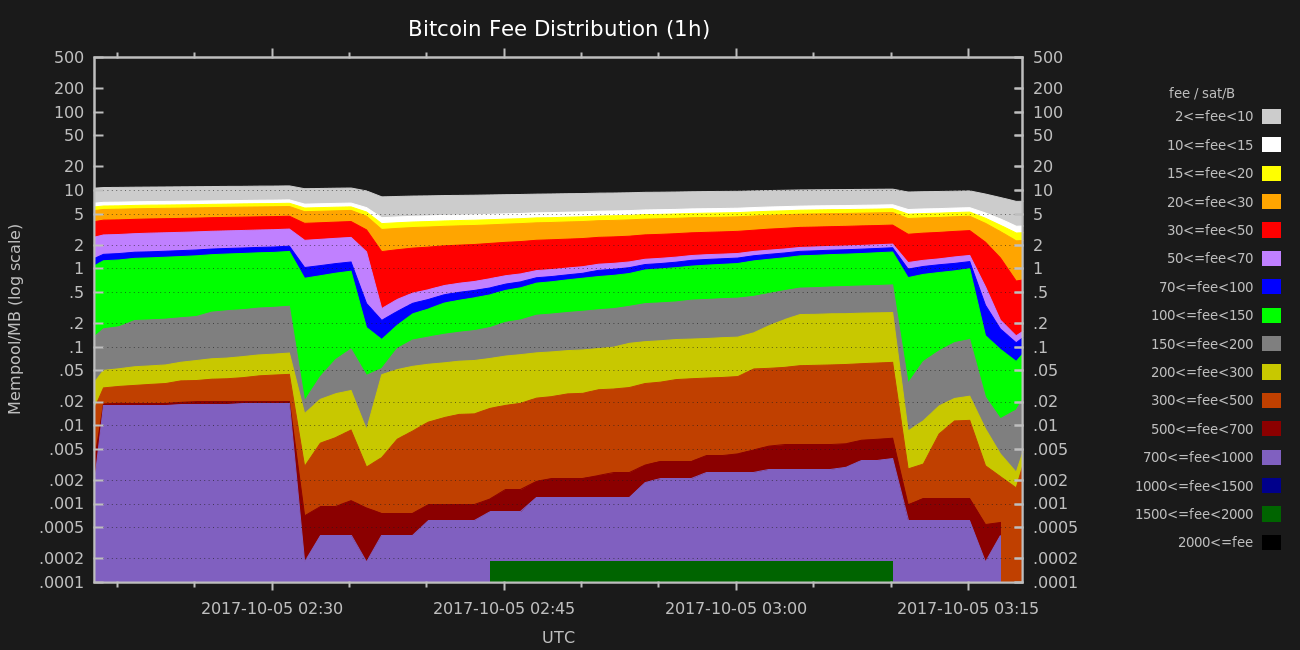 Bitcoin Fee Distribution (1h)
500
200
100
50
20
10
5
2
1
.5
.2
.1
.05
.02
.01
.005
.002
.001
.0005
.0002
.0001
Mempool/MB (log scale)
500
200
100
50
20
10
5
2
1
.5
.2
.1
.05
.02
.01
.005
.002
.001
.0005
.0002
.0001
2017-10-05 02:30
2017-10-05 02:45
2017-10-05 03:00
2017-10-05 03:15
UTC
fee / sat/B
2<=fee<10
10<=fee<15
15<=fee<20
20<=fee<30
30<=fee<50
50<=fee<70
70<=fee<100
100<=fee<150
150<=fee<200
200<=fee<300
300<=fee<500
500<=fee<700
700<=fee<1000
1000<=fee<1500
1500<=fee<2000
2000<=fee